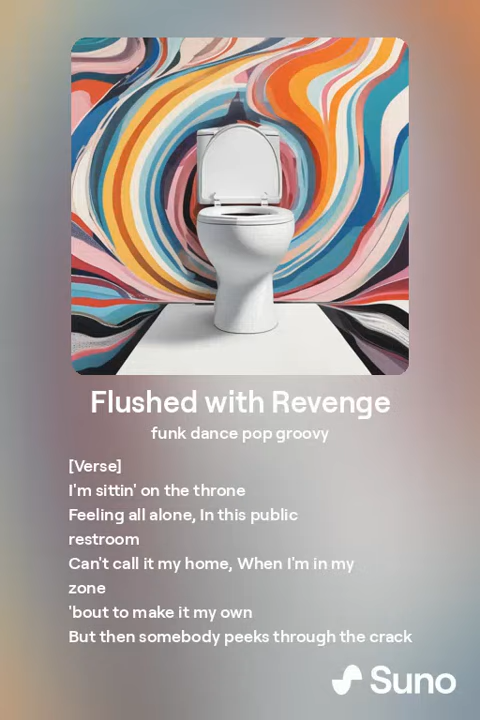 Flushed with Revenge
funk dance pop groovy
[Verse]
I'm sittin' on the throne
Feeling all alone, In this public
restroom
Can't call it my home, When I'm in my
zone
'bout to make it my own
But then somebody peeks through the crack
Suno